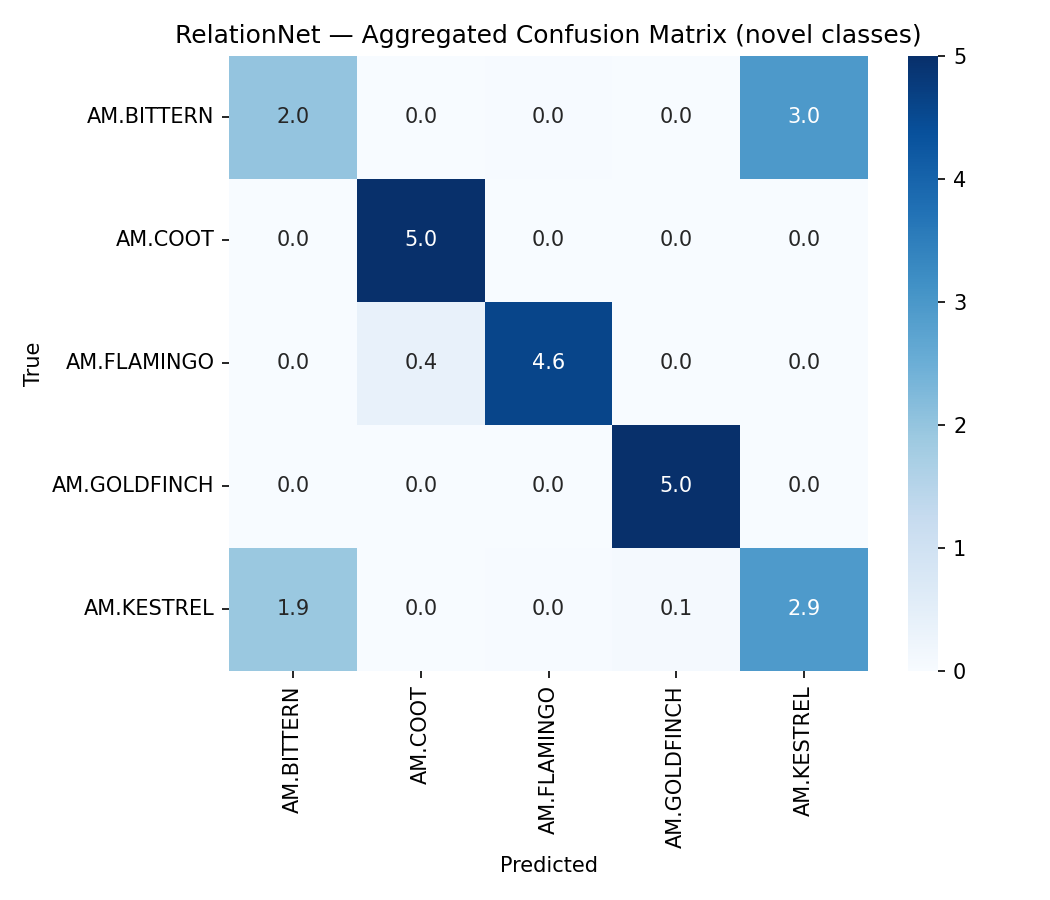 RelationNet — Aggregated Confusion Matrix (novel classes)
AM.BITTERN 2.0 0.0 0.0 0.0 3.0
AM.COOT 0.0 5.0 0.0 0.0 0.0
AM.FLAMINGO 0.0 0.4 4.6 0.0 0.0
AM.GOLDFINCH 0.0 0.0 0.0 5.0 0.0
AM.KESTREL 1.9 0.0 0.0 0.1 2.9
True
AM.BITTERN
AM.COOT
AM.FLAMINGO
AM.GOLDFINCH
AM.KESTREL
Predicted
5
4
3
2
1
0